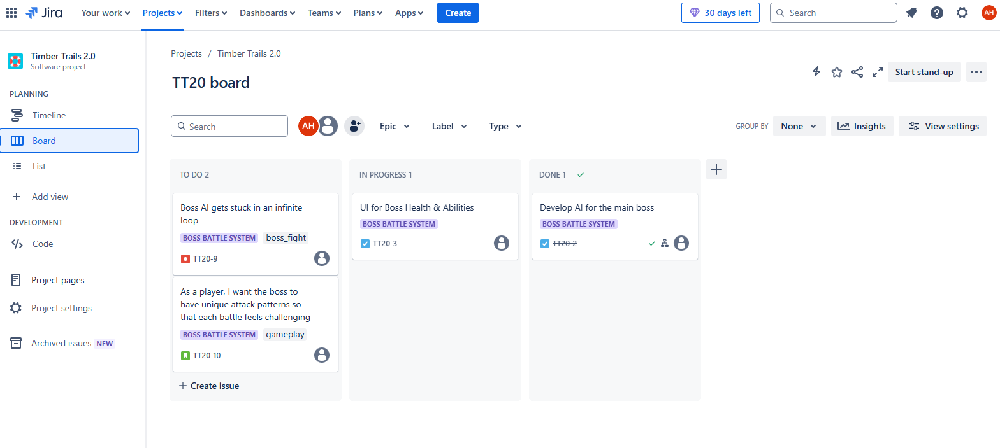 Jira
Your work
Projects
Filters
Dashboards
Teams
Plans
Apps
Create
30 days left
Search
AH
Timber Trails 2.0
Software project
PLANNING
Timeline
Board
List
Add view
DEVELOPMENT
Code
Project pages
Project settings
Archived issues NEW
Projects / Timber Trails 2.0
TT20 board
Start stand-up
Search
AH
Epic
Label
Type
GROUP BY
None
Insights
View settings
TO DO 2
Boss AI gets stuck in an infinite
loop
BOSS BATTLE SYSTEM boss_fight
TT20-9
As a player, I want the boss to
have unique attack patterns so
that each battle feels challenging
BOSS BATTLE SYSTEM gameplay
TT20-10
Create issue
IN PROGRESS 1
UI for Boss Health & Abilities
BOSS BATTLE SYSTEM
TT20-3
DONE 1
Develop AI for the main boss
BOSS BATTLE SYSTEM
TT20-2